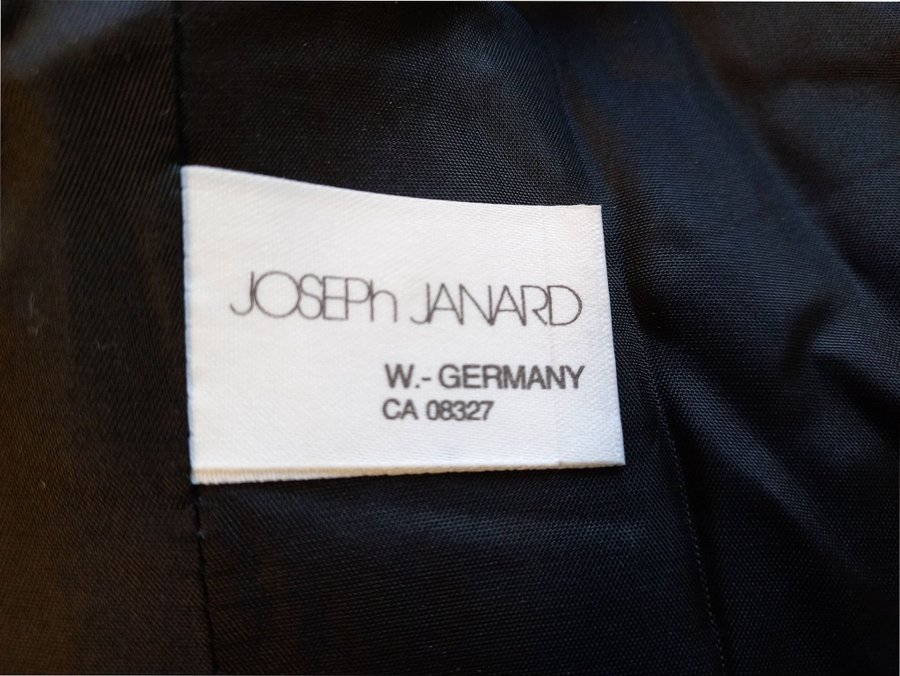 JOSEPh JANARD
W.- GERMANY
CA 08327